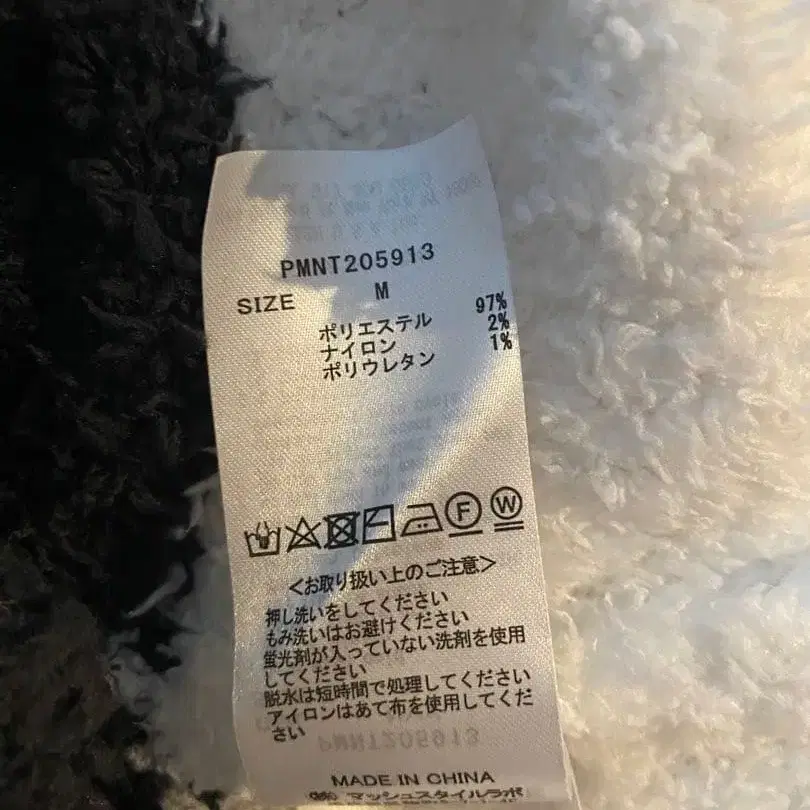 PMNT205913
SIZE M
ポリエステル 97%
ナイロン 2%
ポリウレタン 1%
F W
<お取り扱い上のご注意>
押し洗いをしてください
もみ洗いはお避けください
蛍光剤が入っていない洗剤を使用
してください
脱水は短時間で処理してください
アイロンはあて布を使用してくだ
さい
PMNT205913
MADE IN CHINA
(株)マッシュスタイルラボ